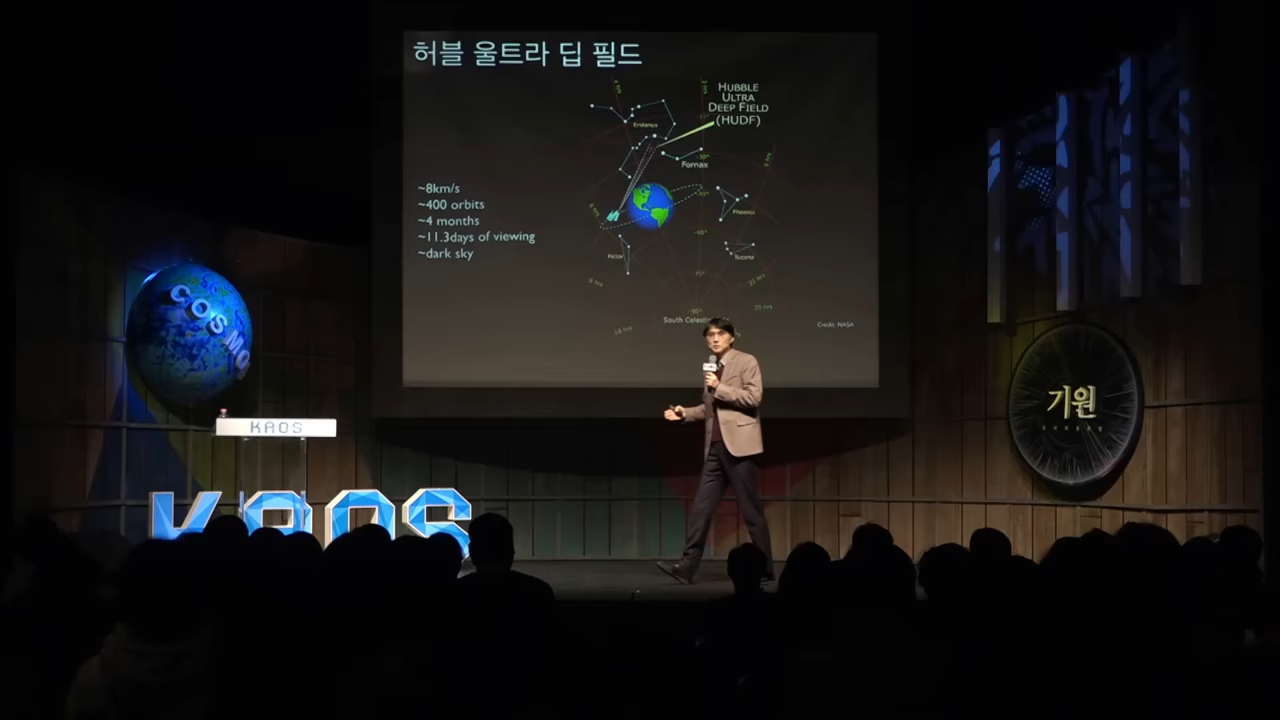 허블 울트라 딥 필드
HUBBLE
ULTRA
DEEP FIELD
(HUDF)
Eridanus
Fornax
Phoenix
Tucana
Pictor
~8km/s
~400 orbits
~4 months
~11.3days of viewing
~dark sky
South Celestial
Credit: NASA
COSMO
KAOS
KAOS
기원